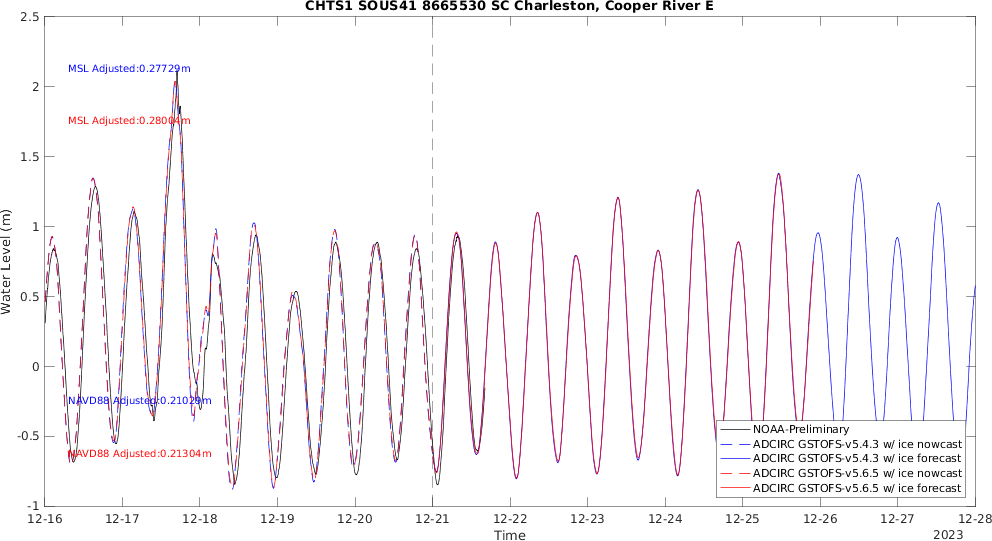 CHTS1 SOUS41 8665530 SC Charleston, Cooper River E
2.5
2
1.5
1
0.5
0
-0.5
-1
Water Level (m)
MSL Adjusted:0.27729m
MSL Adjusted:0.28004m
NAVD88 Adjusted:0.21029m
NAVD88 Adjusted:0.21304m
NOAA-Preliminary
ADCIRC GSTOFS-v5.4.3 w/ ice nowcast
ADCIRC GSTOFS-v5.4.3 w/ ice forecast
ADCIRC GSTOFS-v5.6.5 w/ ice nowcast
ADCIRC GSTOFS-v5.6.5 w/ ice forecast
12-16 12-17 12-18 12-19 12-20 12-21 12-22 12-23 12-24 12-25 12-26 12-27 12-28
Time
2023